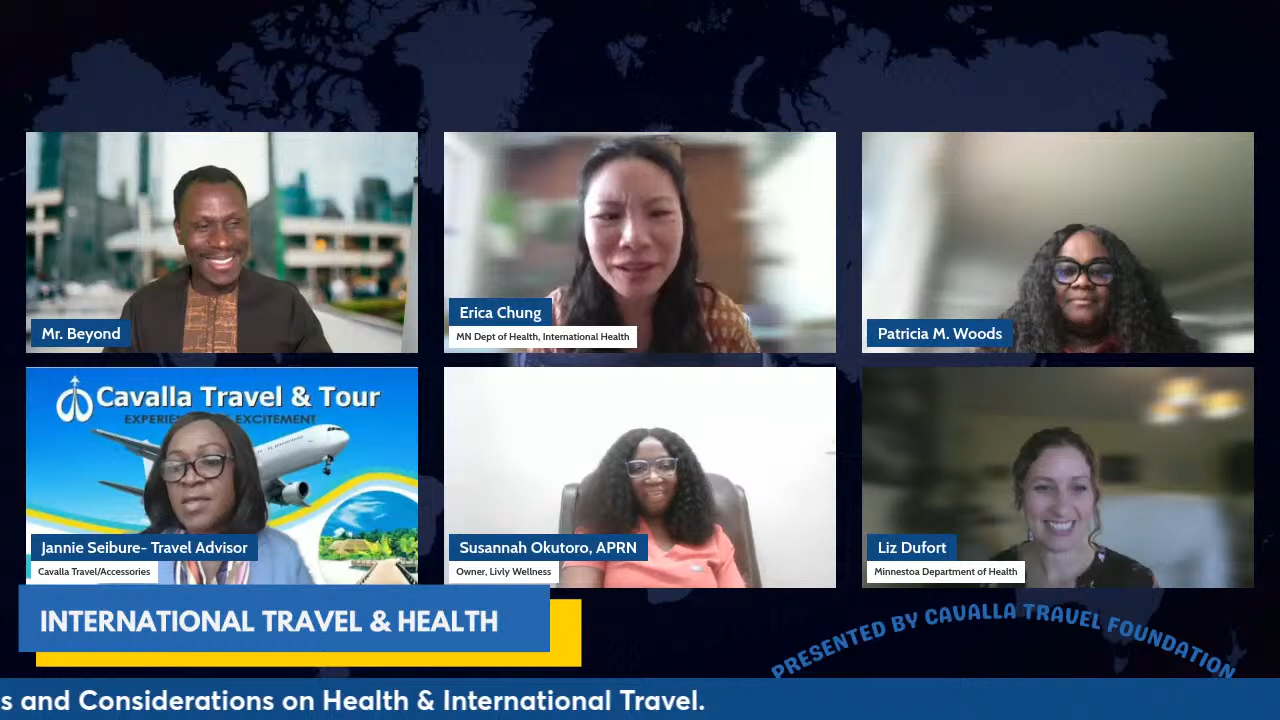 Mr. Beyond
Erica Chung
MN Dept of Health, International Health
Patricia M. Woods
Cavalla Travel & Tour
EXPERIEN EXCITEMENT
Jannie Seibure- Travel Advisor
Cavalla Travel/Accessories
Susannah Okutoro, APRN
Owner, Livly Wellness
Liz Dufort
Minnestoa Department of Health
INTERNATIONAL TRAVEL & HEALTH
PRESENTED BY CAVALLA TRAVEL FOUNDATION
s and Considerations on Health & International Travel.